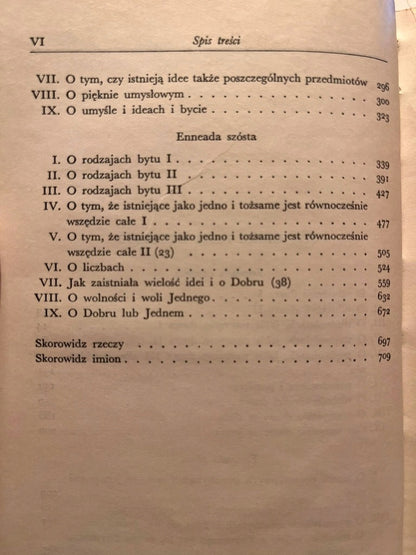 VI Spis treści
VII. O tym, czy istnieją idee także poszczególnych przedmiotów 296
VIII. O pięknie umysłowym. . . . . . . . . . . . . . . . 300
IX. O umyśle i ideach i bycie . . . . . . . . . . . . . . 323
Enneada szósta
I. O rodzajach bytu I . . . . . . . . . . . . . . . . . 339
II. O rodzajach bytu II . . . . . . . . . . . . . . . . 391
III. O rodzajach bytu III . . . . . . . . . . . . . . . . 427
IV. O tym, że istniejące jako jedno i tożsame jest równocześnie
wszędzie całe I . . . . . . . . . . . . . . . . . . 477
V. O tym, że istniejące jako jedno i tożsame jest równocześnie
wszędzie całe II (23) . . . . . . . . . . . . . . . 505
VI. O liczbach . . . . . . . . . . . . . . . . . . . . 524
VII. Jak zaistniała wielość idei i o Dobru (38) . . . . . . . 559
VIII. O wolności i woli Jednego. . . . . . . . . . . . . . 632
IX. O Dobru lub Jednem . . . . . . . . . . . . . . . . 672
Skorowidz rzeczy . . . . . . . . . . . . . . . . . . . 697
Skorowidz imion . . . . . . . . . . . . . . . . . . . . 709